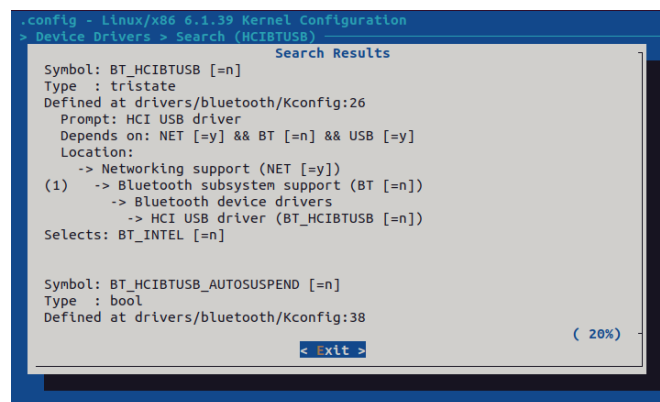 .config - Linux/x86 6.1.39 Kernel Configuration
> Device Drivers > Search (HCIBTUSB)
Search Results
Symbol: BT_HCIBTUSB [=n]
Type  : tristate
Defined at drivers/bluetooth/Kconfig:26
Prompt: HCI USB driver
Depends on: NET [=y] && BT [=n] && USB [=y]
Location:
-> Networking support (NET [=y])
(1)   -> Bluetooth subsystem support (BT [=n])
-> Bluetooth device drivers
-> HCI USB driver (BT_HCIBTUSB [=n])
Selects: BT_INTEL [=n]
Symbol: BT_HCIBTUSB_AUTOSUSPEND [=n]
Type  : bool
Defined at drivers/bluetooth/Kconfig:38
( 20%)
< Exit >